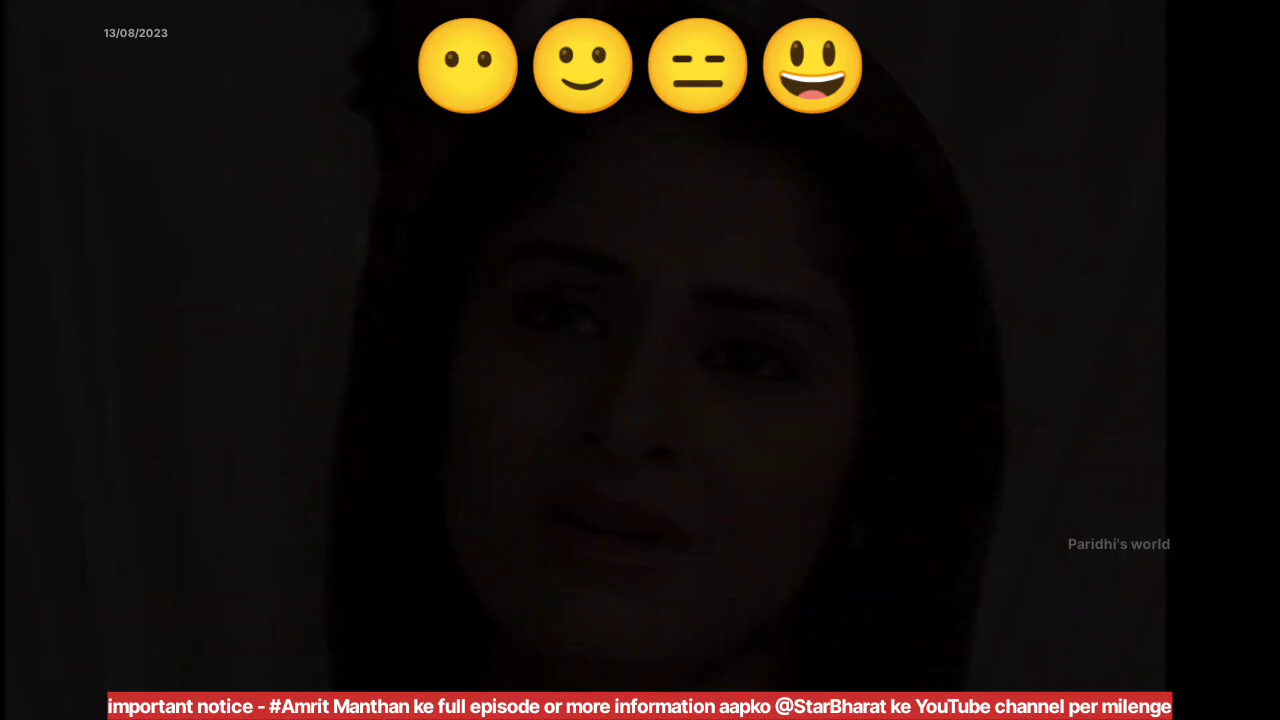 13/08/2023
Paridhi's world
important notice - #Amrit Manthan ke full episode or more information aapko @StarBharat ke YouTube channel per milenge